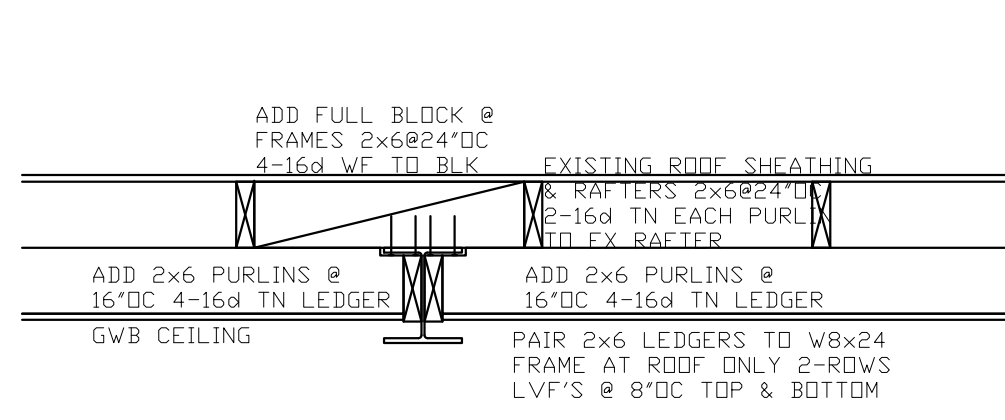 ADD FULL BLOCK @
FRAMES 2x6@24"OC
4-16d WF TO BLK
EXISTING ROOF SHEATHING
& RAFTERS 2x6@24"OC
2-16d TN EACH PURLIN
TO EX RAFTER
ADD 2x6 PURLINS @
16"OC 4-16d TN LEDGER
GWB CEILING
ADD 2x6 PURLINS @
16"OC 4-16d TN LEDGER
PAIR 2x6 LEDGERS TO W8x24
FRAME AT ROOF ONLY 2-ROWS
LVF'S @ 8"OC TOP & BOTTOM